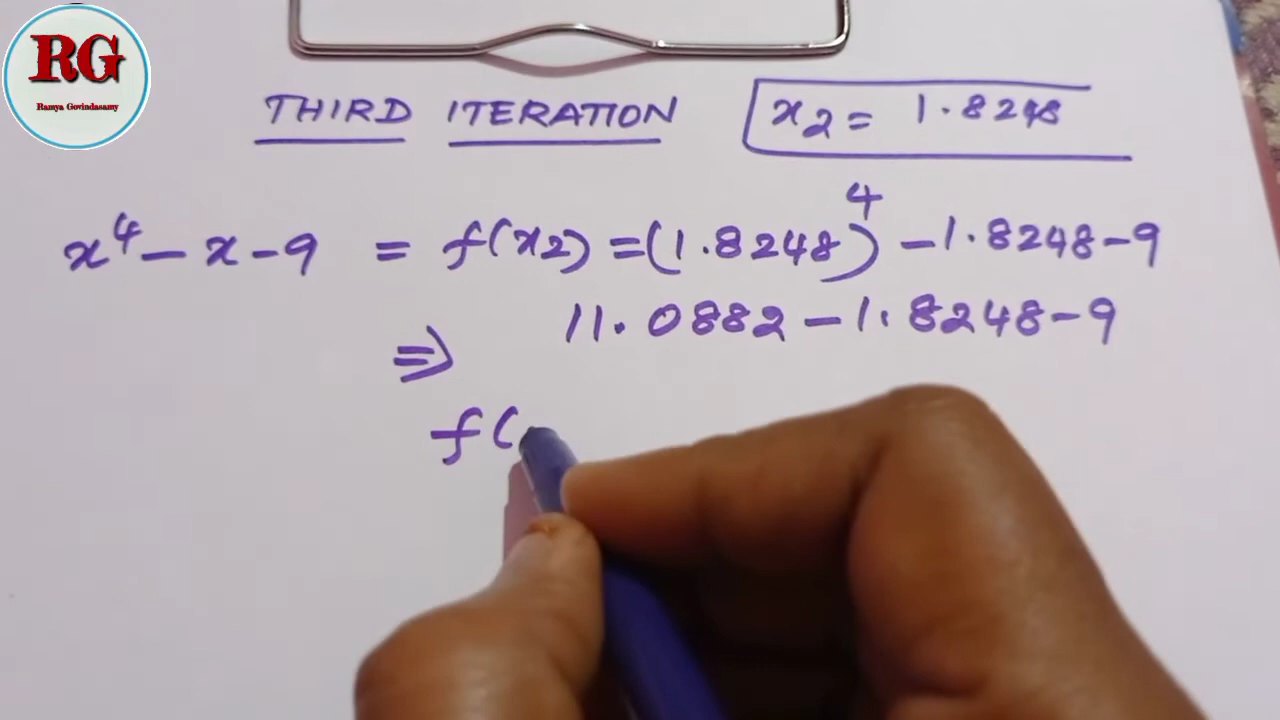 RG
Ramya Govindasamy
THIRD ITERATION x2 = 1.8248
x⁴ - x - 9 = f(x2) = (1.8248)⁴ - 1.8248 - 9
⇒ 11.0882 - 1.8248 - 9
f(